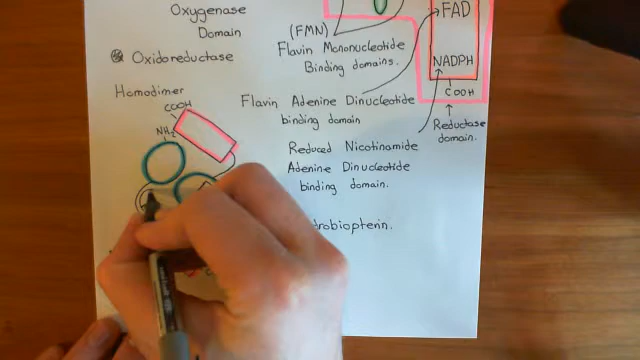 Oxygenase
Domain
Oxidoreductase
Homodimer
COOH
NH2
(FMN)
Flavin Mononucleotide
Binding domains.
Flavin Adenine Dinucleotide
binding domain
Reduced Nicotinamide
Adenine Dinucleotide
binding domain.
FAD
NADPH
COOH
Reductase
domain.